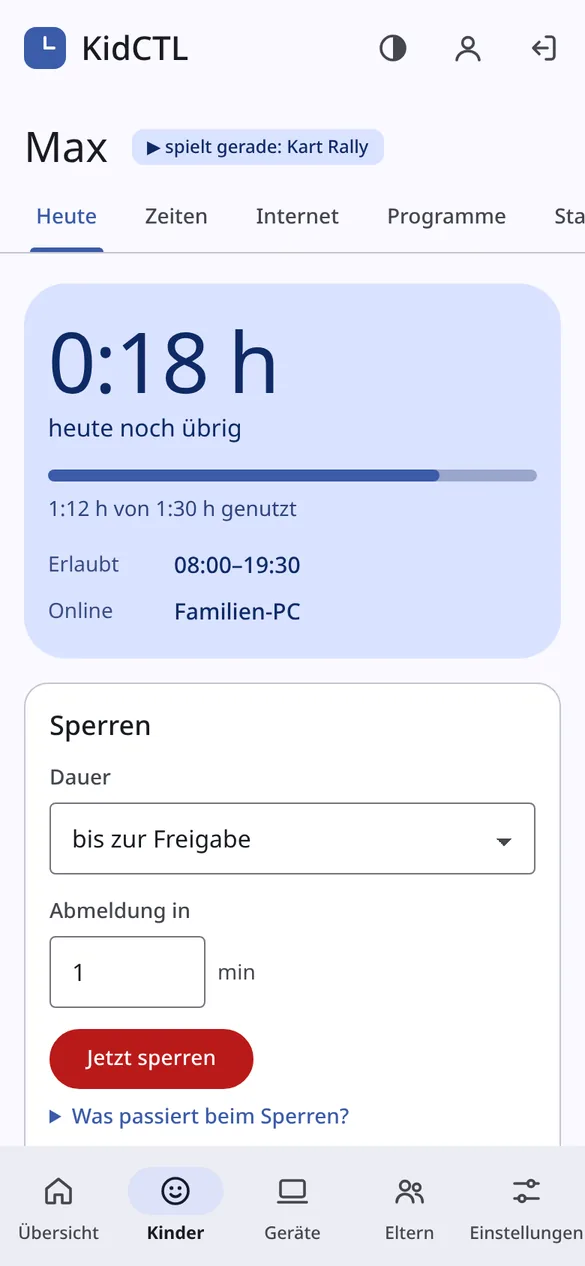 KidCTL
Max
▶ spielt gerade: Kart Rally
Heute Zeiten Internet Programme Sta
0:18 h
heute noch übrig
1:12 h von 1:30 h genutzt
Erlaubt 08:00–19:30
Online Familien-PC
Sperren
Dauer
bis zur Freigabe
Abmeldung in
1 min
Jetzt sperren
▶ Was passiert beim Sperren?
Übersicht Kinder Geräte Eltern Einstellungen